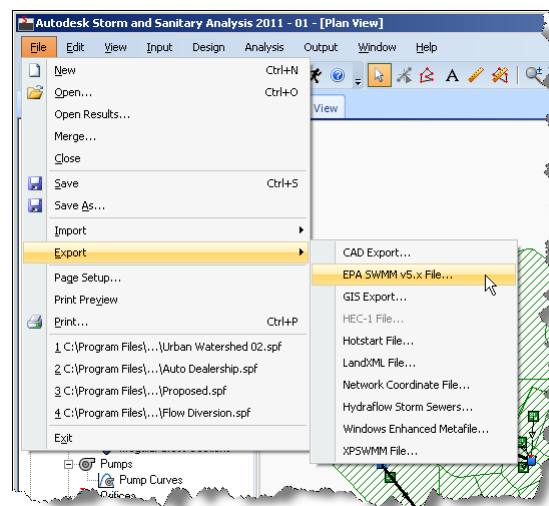 Autodesk Storm and Sanitary Analysis 2011 - 01 - [Plan View]
File Edit View Input Design Analysis Output Window Help
New Ctrl+N
Open... Ctrl+O
View
Open Results...
Merge...
Close
Save Ctrl+S
Save As...
Import
Export
CAD Export...
EPA SWMM v5.x File...
GIS Export...
HEC-1 File...
Hotstart File...
LandXML File...
Network Coordinate File...
Hydraflow Storm Sewers...
Windows Enhanced Metafile...
XPSWMM File...
Page Setup...
Print Preview
Print... Ctrl+P
1 C:\Program Files\...\Urban Watershed 02.spf
2 C:\Program Files\...\Auto Dealership.spf
3 C:\Program Files\...\Proposed.spf
4 C:\Program Files\...\Flow Diversion.spf
Exit
Pumps
Pump Curves
Orifices